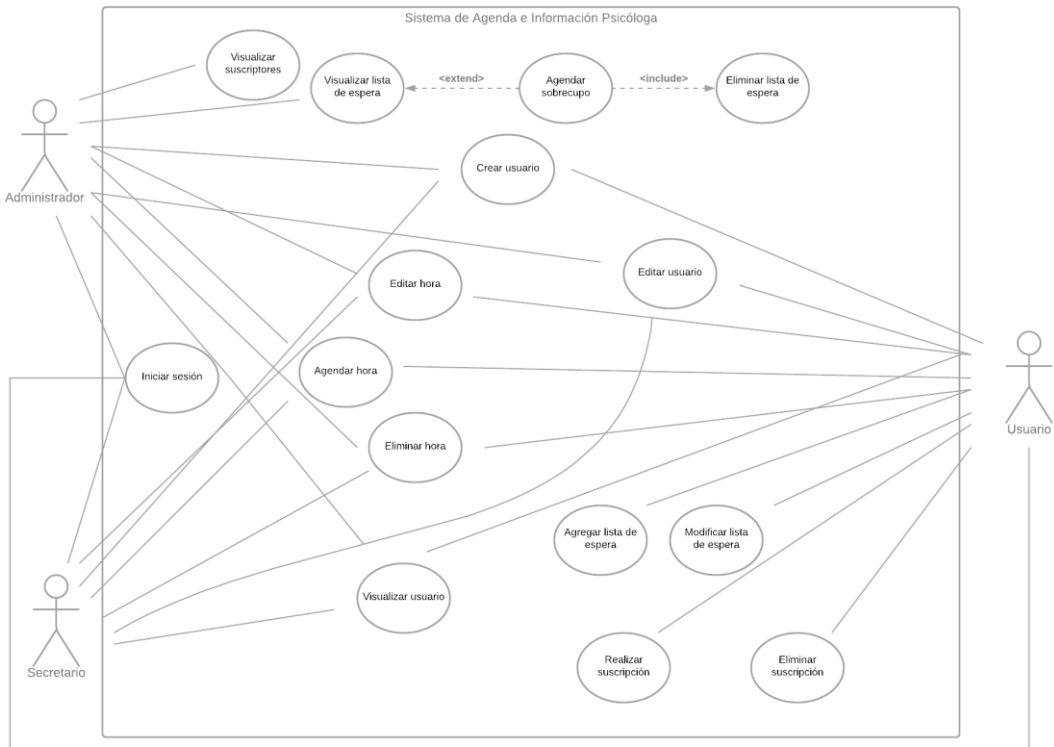 Sistema de Agenda e Información Psicóloga
Visualizar
suscriptores
Visualizar lista
de espera
<extend>
Agendar
sobrecupo
<include>
Eliminar lista de
espera
Administrador
Crear usuario
Editar hora
Editar usuario
Iniciar sesión
Agendar hora
Usuario
Eliminar hora
Agregar lista de
espera
Modificar lista
de espera
Visualizar usuario
Secretario
Realizar
suscripción
Eliminar
suscripción